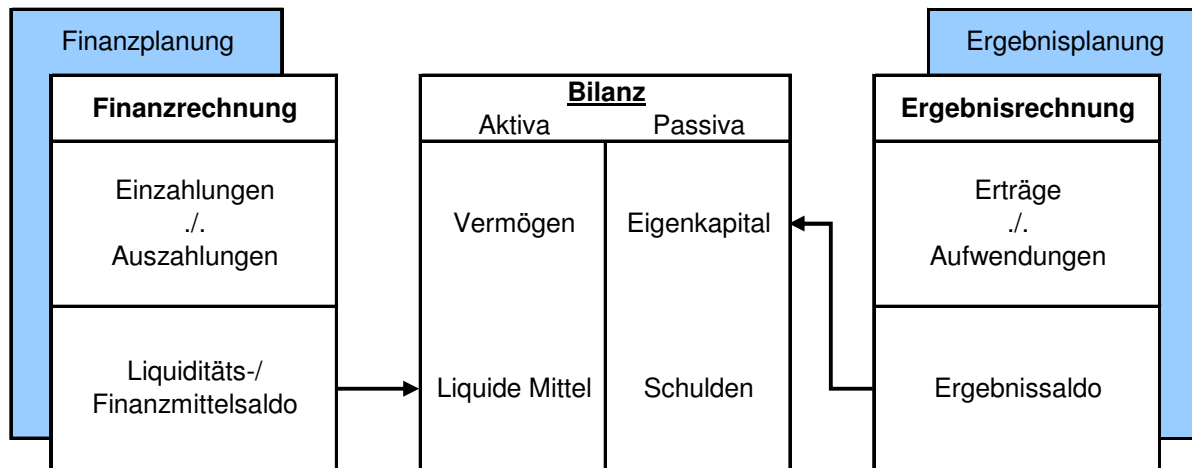 Finanzplanung
Finanzrechnung
Einzahlungen
./.
Auszahlungen
Liquiditäts-/
Finanzmittelsaldo
Bilanz
Aktiva Passiva
Vermögen Eigenkapital
Liquide Mittel Schulden
Ergebnisplanung
Ergebnisrechnung
Erträge
./.
Aufwendungen
Ergebnissaldo